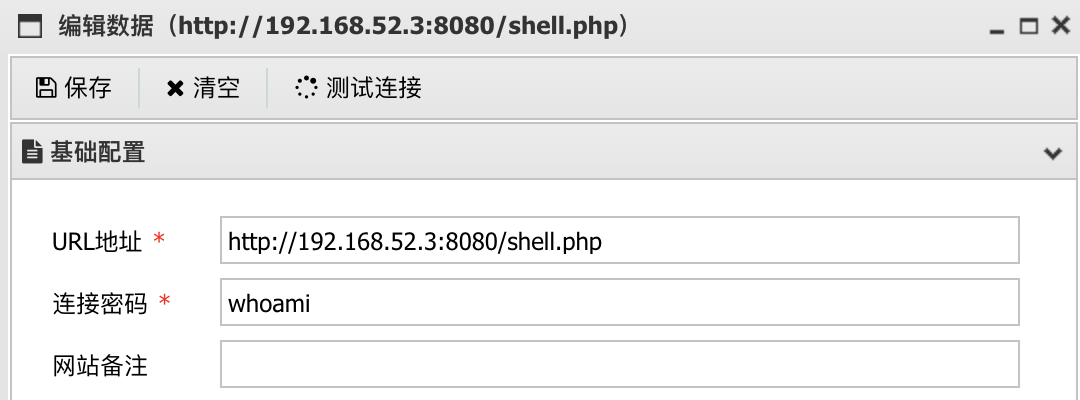 编辑数据（http://192.168.52.3:8080/shell.php）
保存 清空 测试连接
基础配置
URL地址 * http://192.168.52.3:8080/shell.php
连接密码 * whoami
网站备注